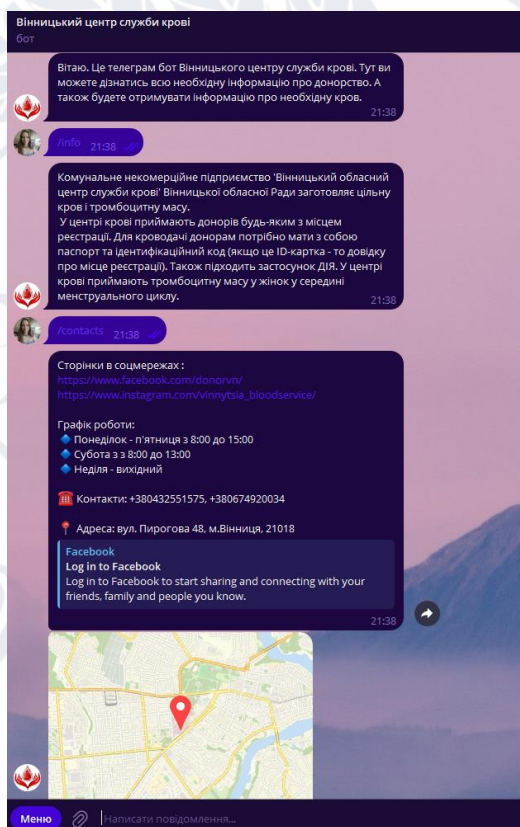 Вінницький центр служби крові
бот
Вітаю. Це телеграм бот Вінницького центру служби крові. Тут ви
можете дізнатись всю необхідну інформацію про донорство. А
також будете отримувати інформацію про необхідну кров.
21:38
/info 21:38
Комунальне некомерційне підприємство 'Вінницький обласний
центр служби крові' Вінницької обласної Ради заготовляє цільну
кров і тромбоцитну масу.
У центрі крові приймають донорів будь-яким з місцем
реєстрації. Для кроводачі донорам потрібно мати з собою
паспорт та ідентифікаційний код (якщо це ID-картка - то довідку
про місце реєстрації). Також підходить застосунок ДІЯ. У центрі
крові приймають тромбоцитну масу у жінок у середині
менструального циклу.
21:38
/contacts 21:38
Сторінки в соцмережах :
https://www.facebook.com/donorvn/
https://www.instagram.com/vinnytsia_bloodservice/
Графік роботи:
Понеділок - п'ятниця з 8:00 до 15:00
Субота з з 8:00 до 13:00
Неділя - вихідний
Контакти: +380432551575, +380674920034
Адреса: вул. Пирогова 48, м.Вінниця, 21018
Facebook
Log in to Facebook
Log in to Facebook to start sharing and connecting with your
friends, family and people you know.
21:38
Меню
Написати повідомлення...